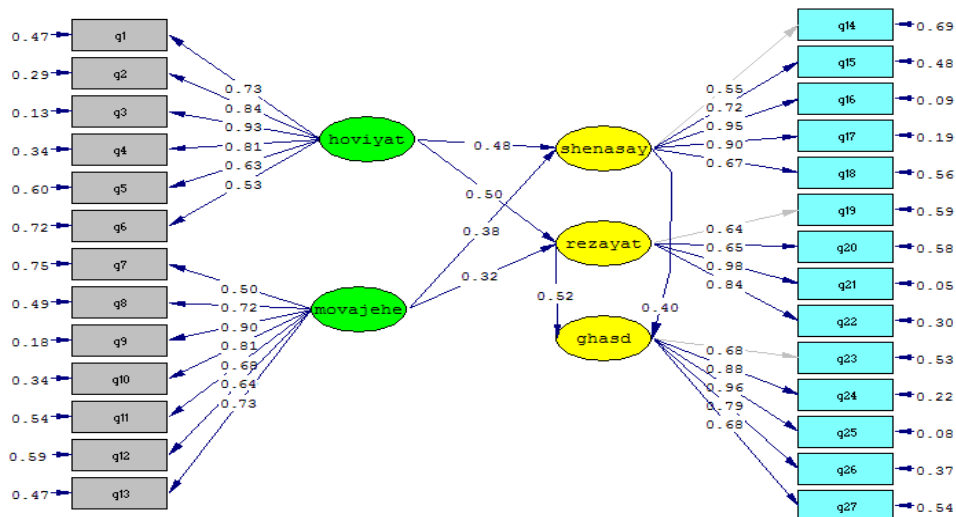 0.47 q1
0.29 q2
0.13 q3
0.34 q4
0.60 q5
0.72 q6
0.75 q7
0.49 q8
0.18 q9
0.34 q10
0.54 q11
0.59 q12
0.47 q13
0.73
0.84
0.93
0.81
0.63
0.53
0.50
0.72
0.90
0.81
0.68
0.64
0.73
hoviyat
movajehe
0.48
0.50
0.38
0.32
shenasay
rezayat
ghasd
0.52
0.40
0.55
0.72
0.95
0.90
0.67
0.64
0.65
0.98
0.84
0.68
0.88
0.96
0.79
0.68
q14 0.69
q15 0.48
q16 0.09
q17 0.19
q18 0.56
q19 0.59
q20 0.58
q21 0.05
q22 0.30
q23 0.53
q24 0.22
q25 0.08
q26 0.37
q27 0.54